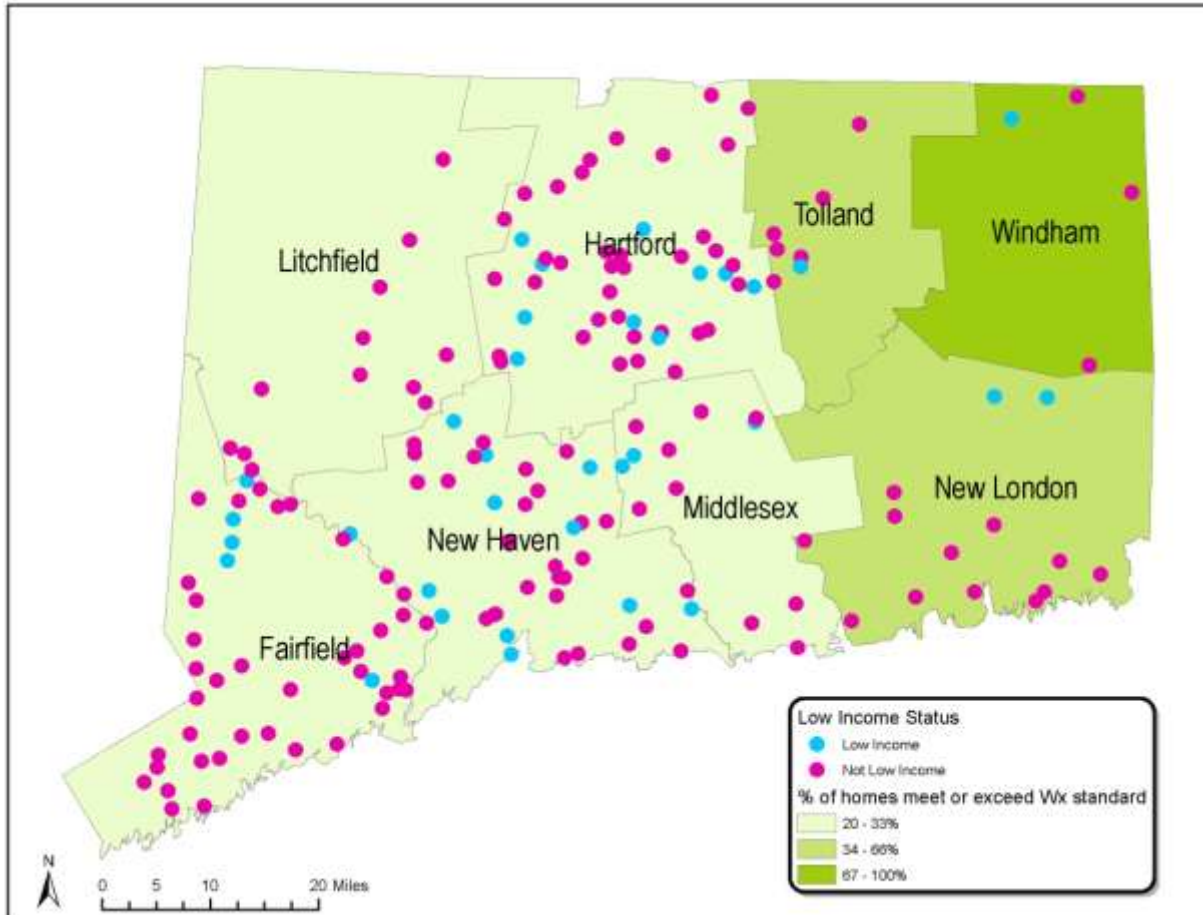 Tolland
Windham
Hartford
Litchfield
New London
Middlesex
New Haven
Fairfield
Low Income Status
Low Income
Not Low Income
% of homes meet or exceed Wx standard
20 - 33%
34 - 66%
67 - 100%
N
0 5 10 20 Miles